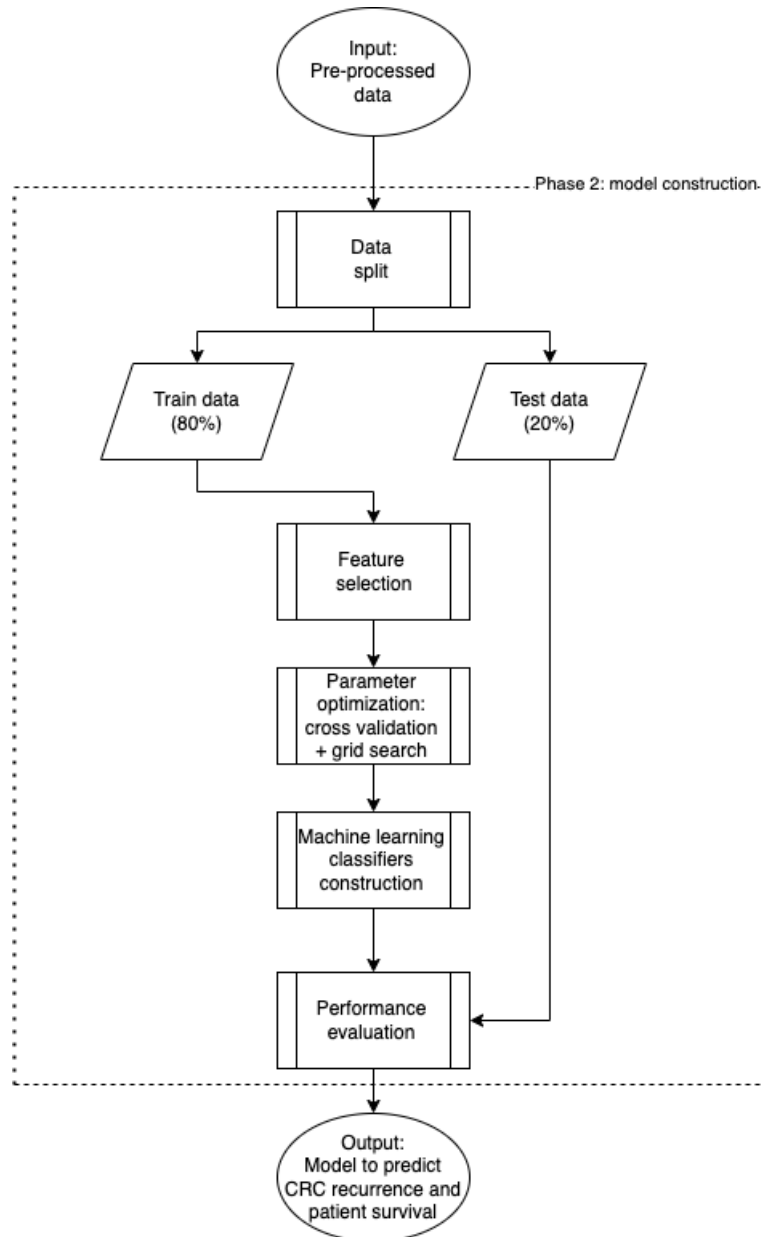 Input:
Pre-processed
data
Phase 2: model construction
Data
split
Train data
(80%)
Test data
(20%)
Feature
selection
Parameter
optimization:
cross validation
+ grid search
Machine learning
classifiers
construction
Performance
evaluation
Output:
Model to predict
CRC recurrence and
patient survival